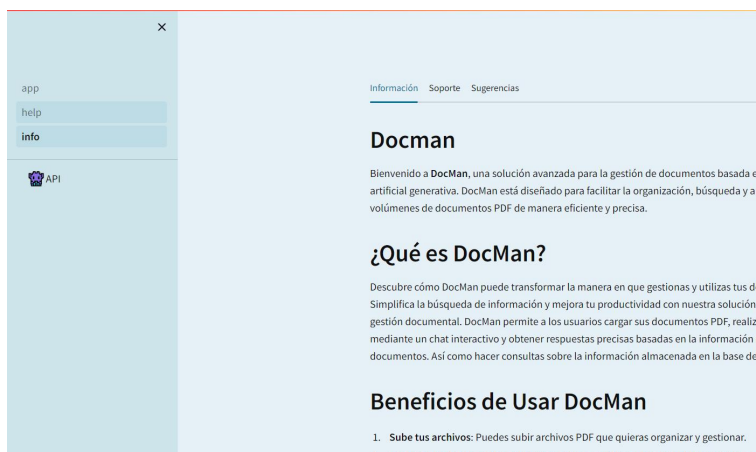 ×
app
help
info
API
Información Soporte Sugerencias
Docman
Bienvenido a DocMan, una solución avanzada para la gestión de documentos basada e
artificial generativa. DocMan está diseñado para facilitar la organización, búsqueda y a
volúmenes de documentos PDF de manera eficiente y precisa.
¿Qué es DocMan?
Descubre cómo DocMan puede transformar la manera en que gestionas y utilizas tus d
Simplifica la búsqueda de información y mejora tu productividad con nuestra solución
gestión documental. DocMan permite a los usuarios cargar sus documentos PDF, realiz
mediante un chat interactivo y obtener respuestas precisas basadas en la información
documentos. Así como hacer consultas sobre la información almacenada en la base de
Beneficios de Usar DocMan
1. Sube tus archivos: Puedes subir archivos PDF que quieras organizar y gestionar.